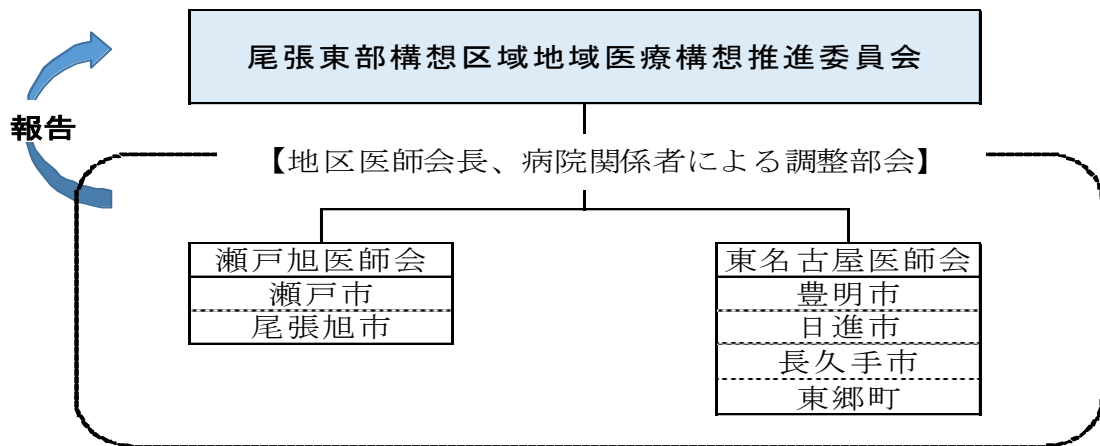 尾張東部構想区域地域医療構想推進委員会
報告
【地区医師会長、病院関係者による調整部会】
瀬戸旭医師会
瀬戸市
尾張旭市
東名古屋医師会
豊明市
日進市
長久手市
東郷町